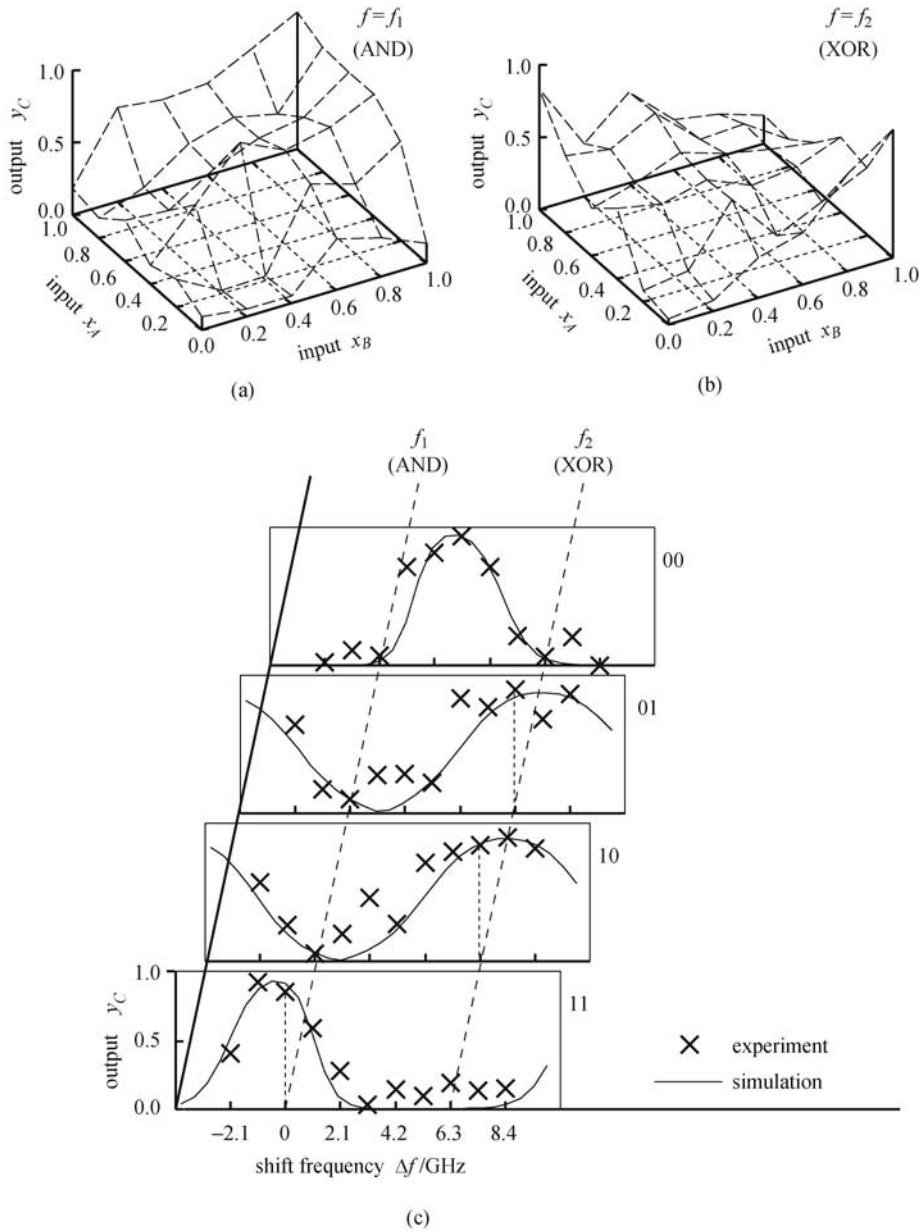 f = f1
(AND)
1.0
0.5
0.0
output yC
1.0
0.8
0.6
0.4
0.2
input xA
0.0
0.2
0.4
0.6
0.8
1.0
input xB
(a)
f = f2
(XOR)
1.0
0.5
0.0
output yC
1.0
0.8
0.6
0.4
0.2
input xA
0.0
0.2
0.4
0.6
0.8
1.0
input xB
(b)
f1
(AND)
f2
(XOR)
00
01
10
11
1.0
0.5
0.0
output yC
−2.1 0 2.1 4.2 6.3 8.4
shift frequency Δf /GHz
experiment
simulation
(c)